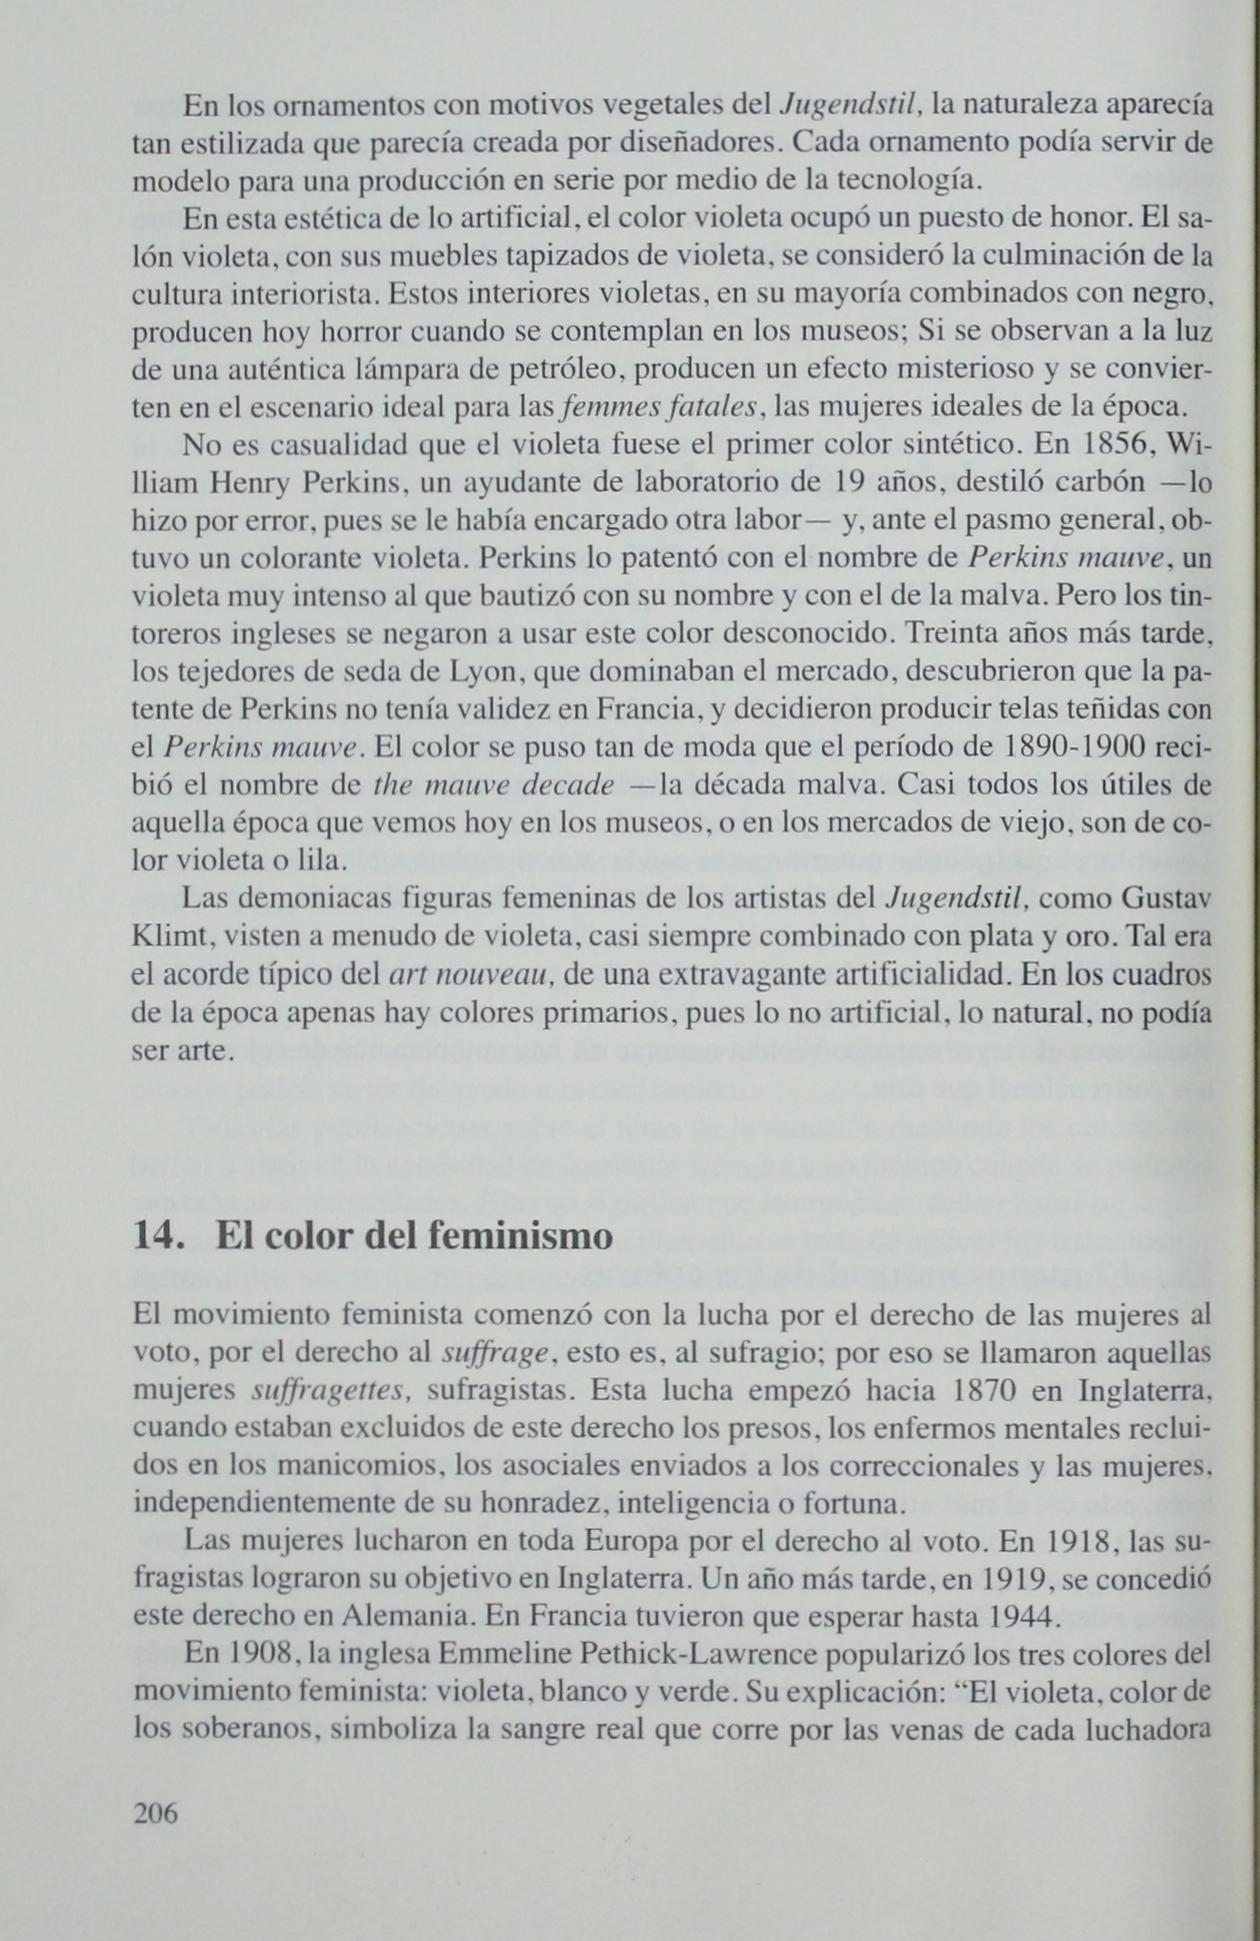 En los ornamentos con motivos vegetales del Jugendstil, la naturaleza aparecía
tan estilizada que parecía creada por diseñadores. Cada ornamento podía servir de
modelo para una producción en serie por medio de la tecnología.
En esta estética de lo artificial, el color violeta ocupó un puesto de honor. El sa-
lón violeta, con sus muebles tapizados de violeta, se consideró la culminación de la
cultura interiorista. Estos interiores violetas, en su mayoría combinados con negro,
producen hoy horror cuando se contemplan en los museos; Si se observan a la luz
de una auténtica lámpara de petróleo, producen un efecto misterioso y se convier-
ten en el escenario ideal para las femmes fatales, las mujeres ideales de la época.
No es casualidad que el violeta fuese el primer color sintético. En 1856, Wi-
lliam Henry Perkins, un ayudante de laboratorio de 19 años, destiló carbón —lo
hizo por error, pues se le había encargado otra labor— y, ante el pasmo general, ob-
tuvo un colorante violeta. Perkins lo patentó con el nombre de Perkins mauve, un
violeta muy intenso al que bautizó con su nombre y con el de la malva. Pero los tin-
toreros ingleses se negaron a usar este color desconocido. Treinta años más tarde,
los tejedores de seda de Lyon, que dominaban el mercado, descubrieron que la pa-
tente de Perkins no tenía validez en Francia, y decidieron producir telas teñidas con
el Perkins mauve. El color se puso tan de moda que el período de 1890-1900 reci-
bió el nombre de the mauve decade —la década malva. Casi todos los útiles de
aquella época que vemos hoy en los museos, o en los mercados de viejo, son de co-
lor violeta o lila.
Las demoniacas figuras femeninas de los artistas del Jugendstil, como Gustav
Klimt, visten a menudo de violeta, casi siempre combinado con plata y oro. Tal era
el acorde típico del art nouveau, de una extravagante artificialidad. En los cuadros
de la época apenas hay colores primarios, pues lo no artificial, lo natural, no podía
ser arte.
14. El color del feminismo
El movimiento feminista comenzó con la lucha por el derecho de las mujeres al
voto, por el derecho al suffrage, esto es, al sufragio; por eso se llamaron aquellas
mujeres suffragettes, sufragistas. Esta lucha empezó hacia 1870 en Inglaterra,
cuando estaban excluidos de este derecho los presos, los enfermos mentales reclui-
dos en los manicomios, los asociales enviados a los correccionales y las mujeres,
independientemente de su honradez, inteligencia o fortuna.
Las mujeres lucharon en toda Europa por el derecho al voto. En 1918, las su-
fragistas lograron su objetivo en Inglaterra. Un año más tarde, en 1919, se concedió
este derecho en Alemania. En Francia tuvieron que esperar hasta 1944.
En 1908, la inglesa Emmeline Pethick-Lawrence popularizó los tres colores del
movimiento feminista: violeta, blanco y verde. Su explicación: “El violeta, color de
los soberanos, simboliza la sangre real que corre por las venas de cada luchadora
206